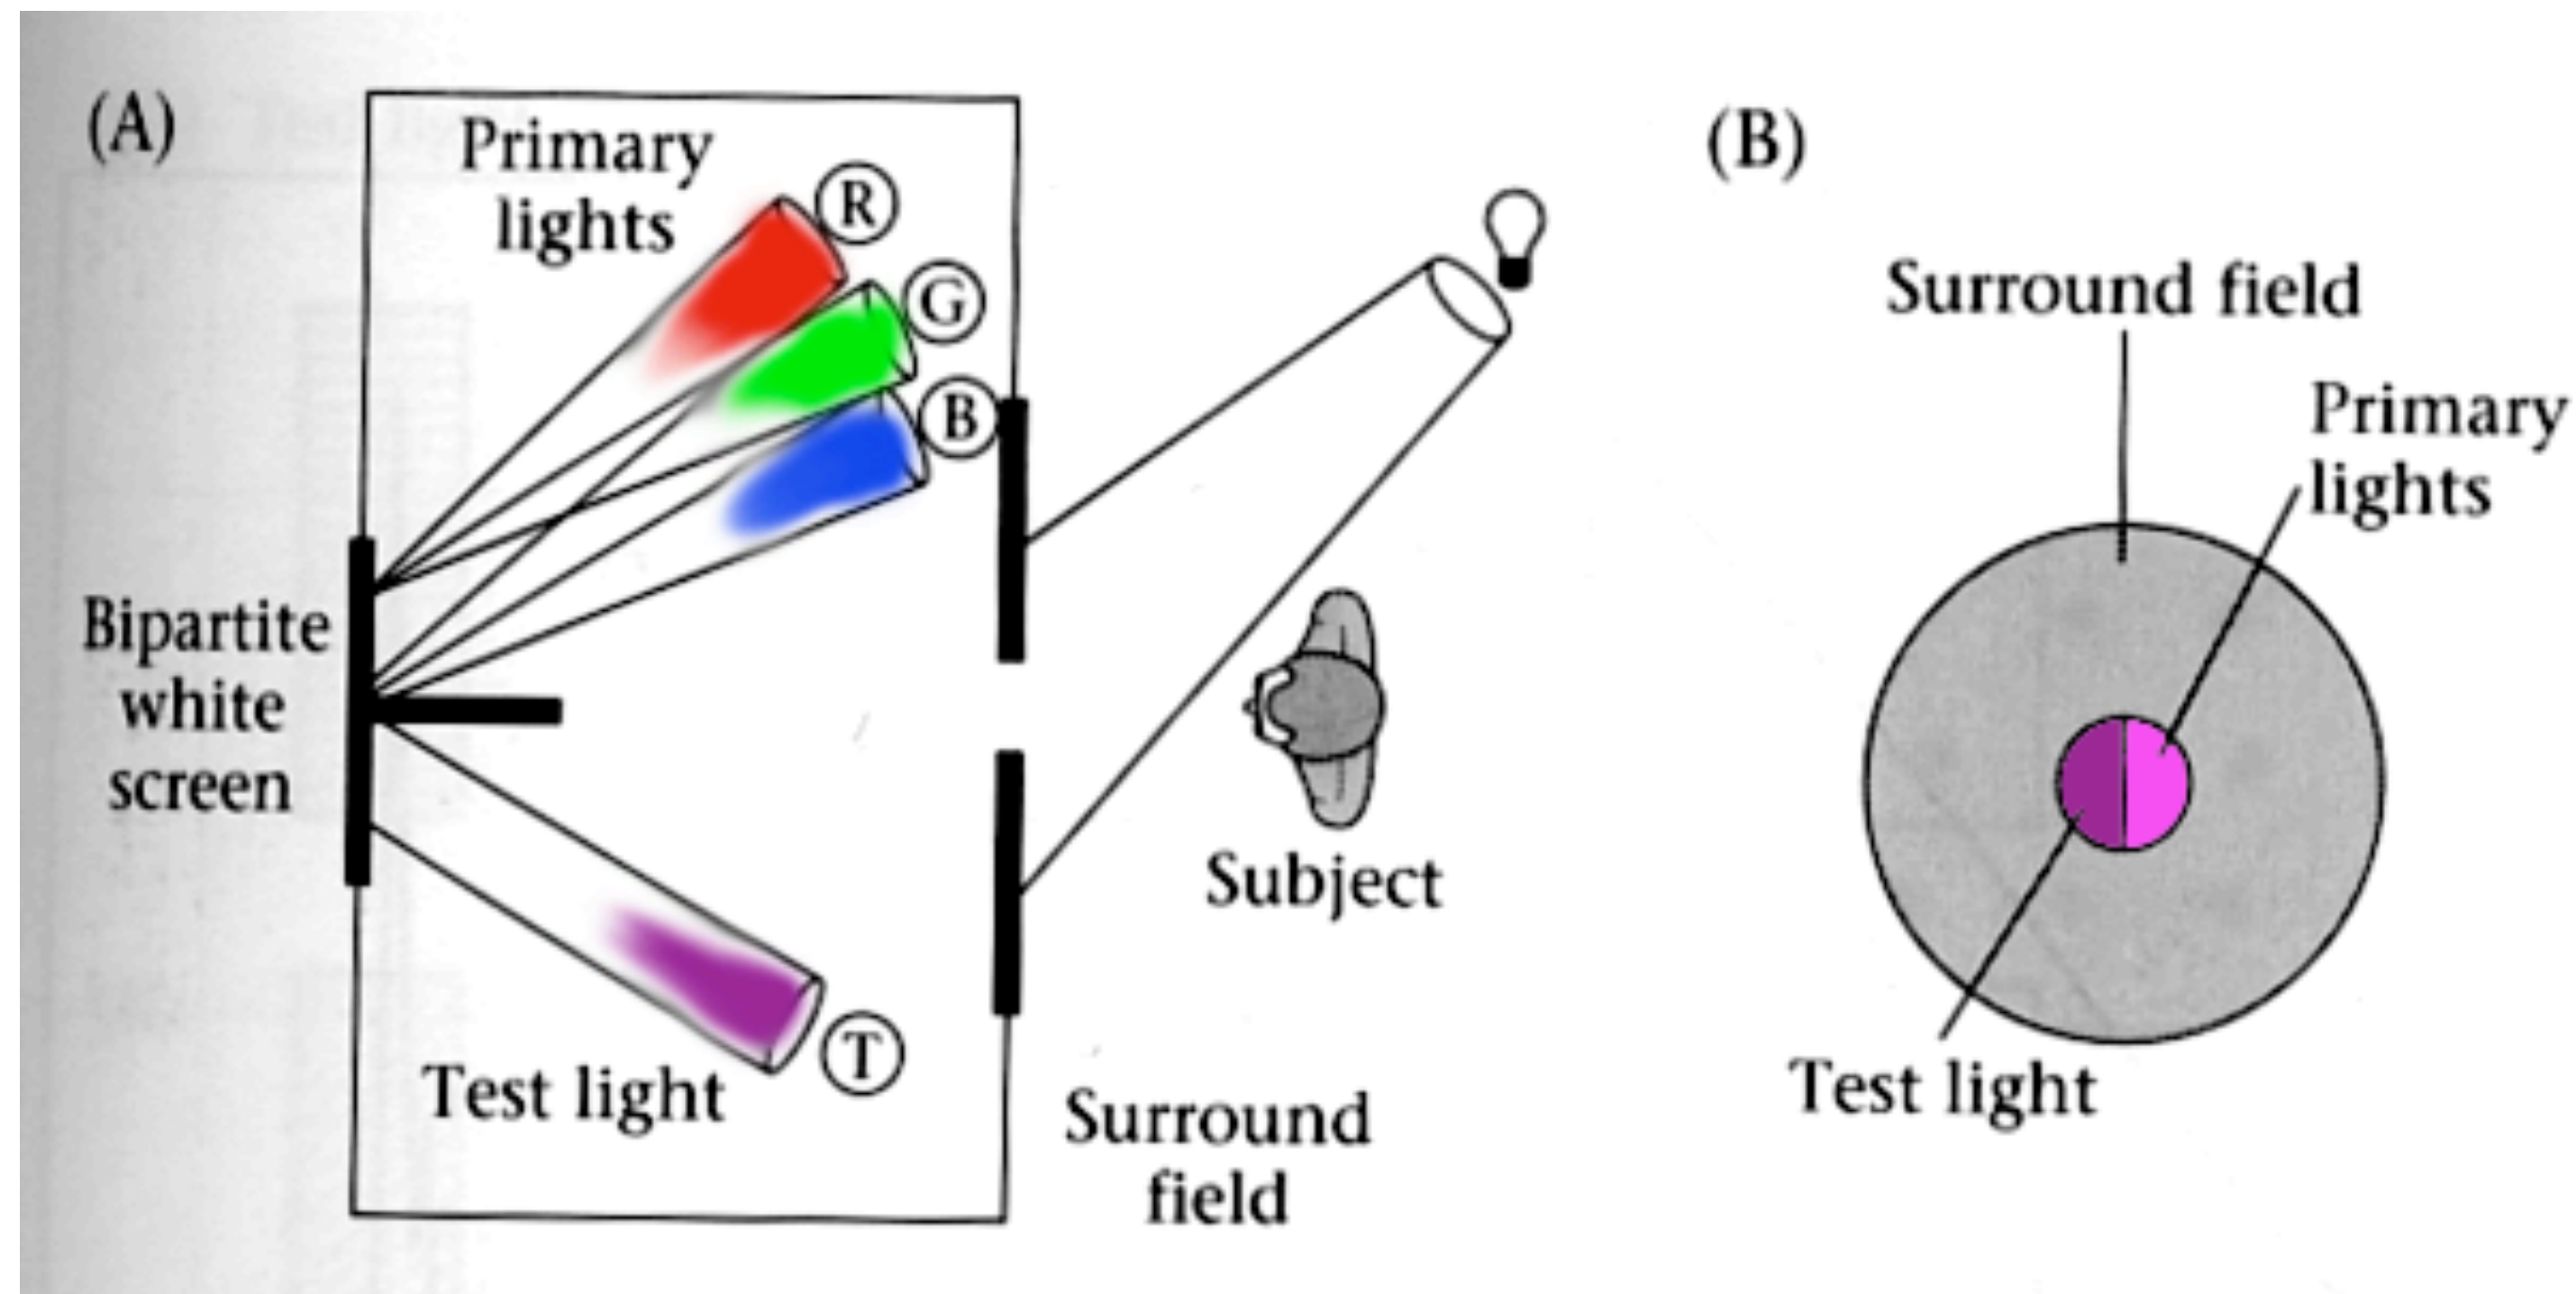 (A)
Primary
lights
R
G
B
Bipartite
white
screen
Test light
T
Subject
Surround
field
(B)
Surround field
Primary
lights
Test light